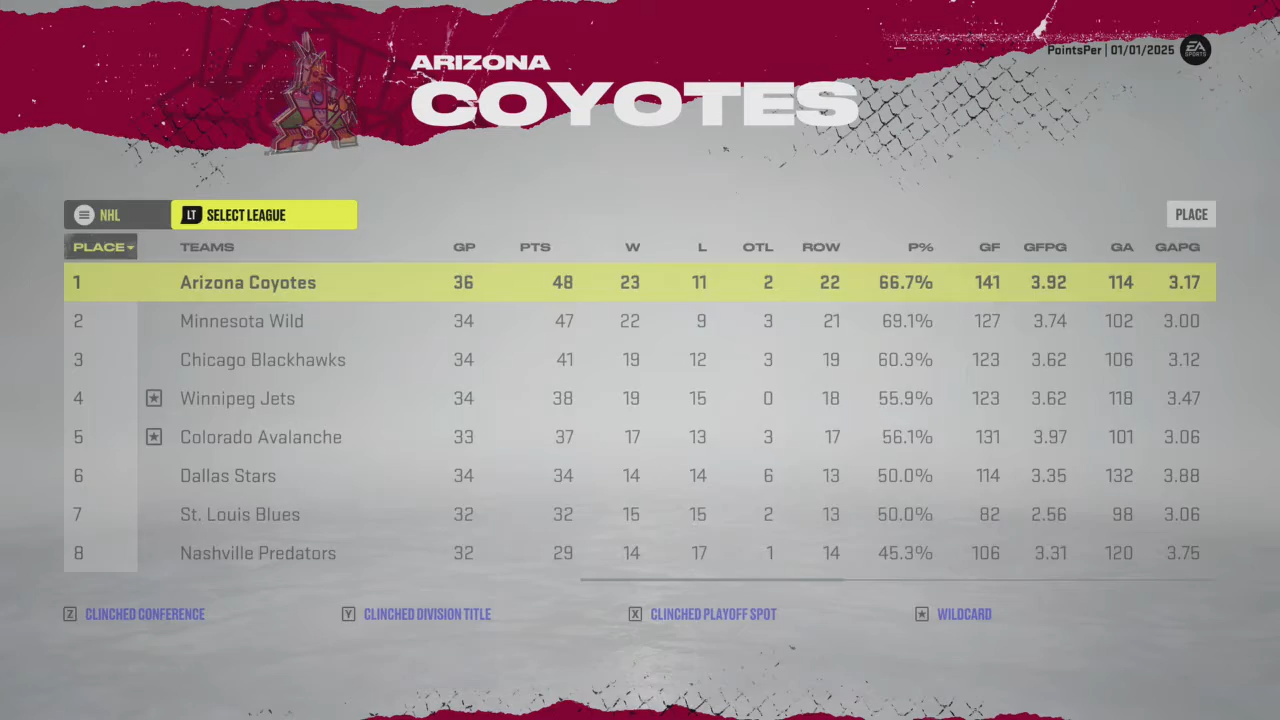 ARIZONA
COYOTES
PointsPer | 01/01/2025
EA
SPORTS
NHL LT SELECT LEAGUE PLACE
PLACE TEAMS GP PTS W L OTL ROW P% GF GFPG GA GAPG
1 Arizona Coyotes 36 48 23 11 2 22 66.7% 141 3.92 114 3.17
2 Minnesota Wild 34 47 22 9 3 21 69.1% 127 3.74 102 3.00
3 Chicago Blackhawks 34 41 19 12 3 19 60.3% 123 3.62 106 3.12
4 Winnipeg Jets 34 38 19 15 0 18 55.9% 123 3.62 118 3.47
5 Colorado Avalanche 33 37 17 13 3 17 56.1% 131 3.97 101 3.06
6 Dallas Stars 34 34 14 14 6 13 50.0% 114 3.35 132 3.88
7 St. Louis Blues 32 32 15 15 2 13 50.0% 82 2.56 98 3.06
8 Nashville Predators 32 29 14 17 1 14 45.3% 106 3.31 120 3.75
Z CLINCHED CONFERENCE Y CLINCHED DIVISION TITLE X CLINCHED PLAYOFF SPOT ★ WILDCARD